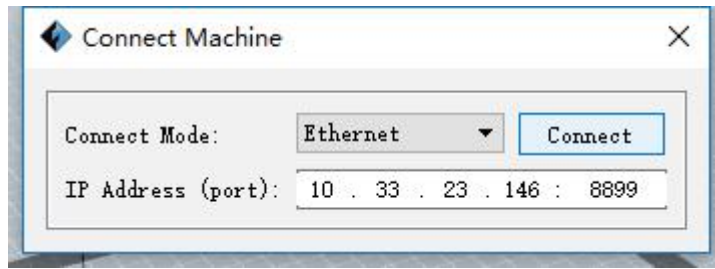 Connect Machine
Connect Mode: Ethernet Connect
IP Address (port): 10 . 33 . 23 . 146 : 8899